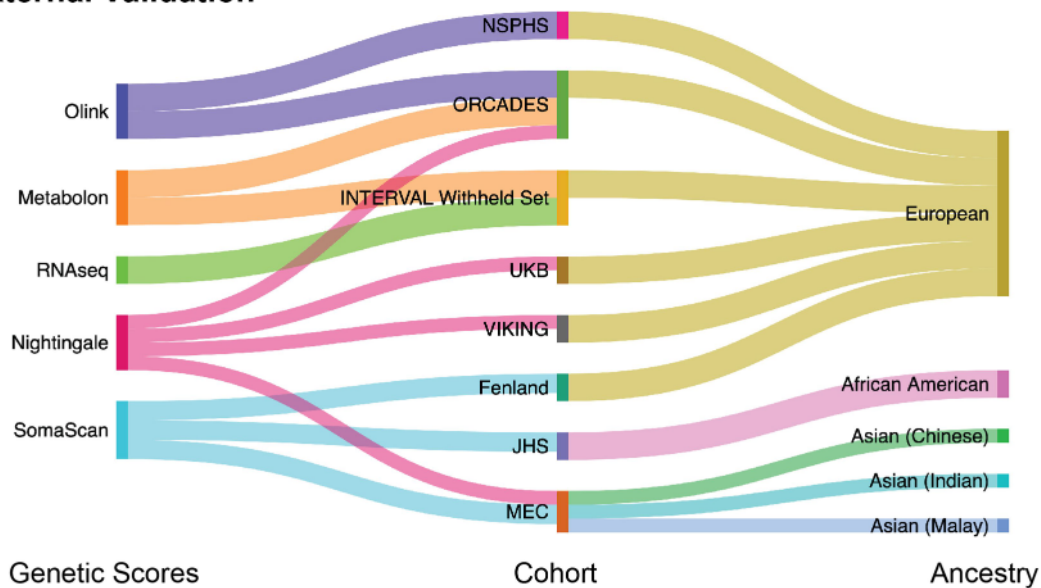 Validation
NSPHS
Olink
ORCADES
Metabolon
INTERVAL Withheld Set
European
RNAseq
UKB
VIKING
Nightingale
Fenland
African American
SomaScan
JHS
Asian (Chinese)
Asian (Indian)
MEC
Asian (Malay)
Genetic Scores
Cohort
Ancestry